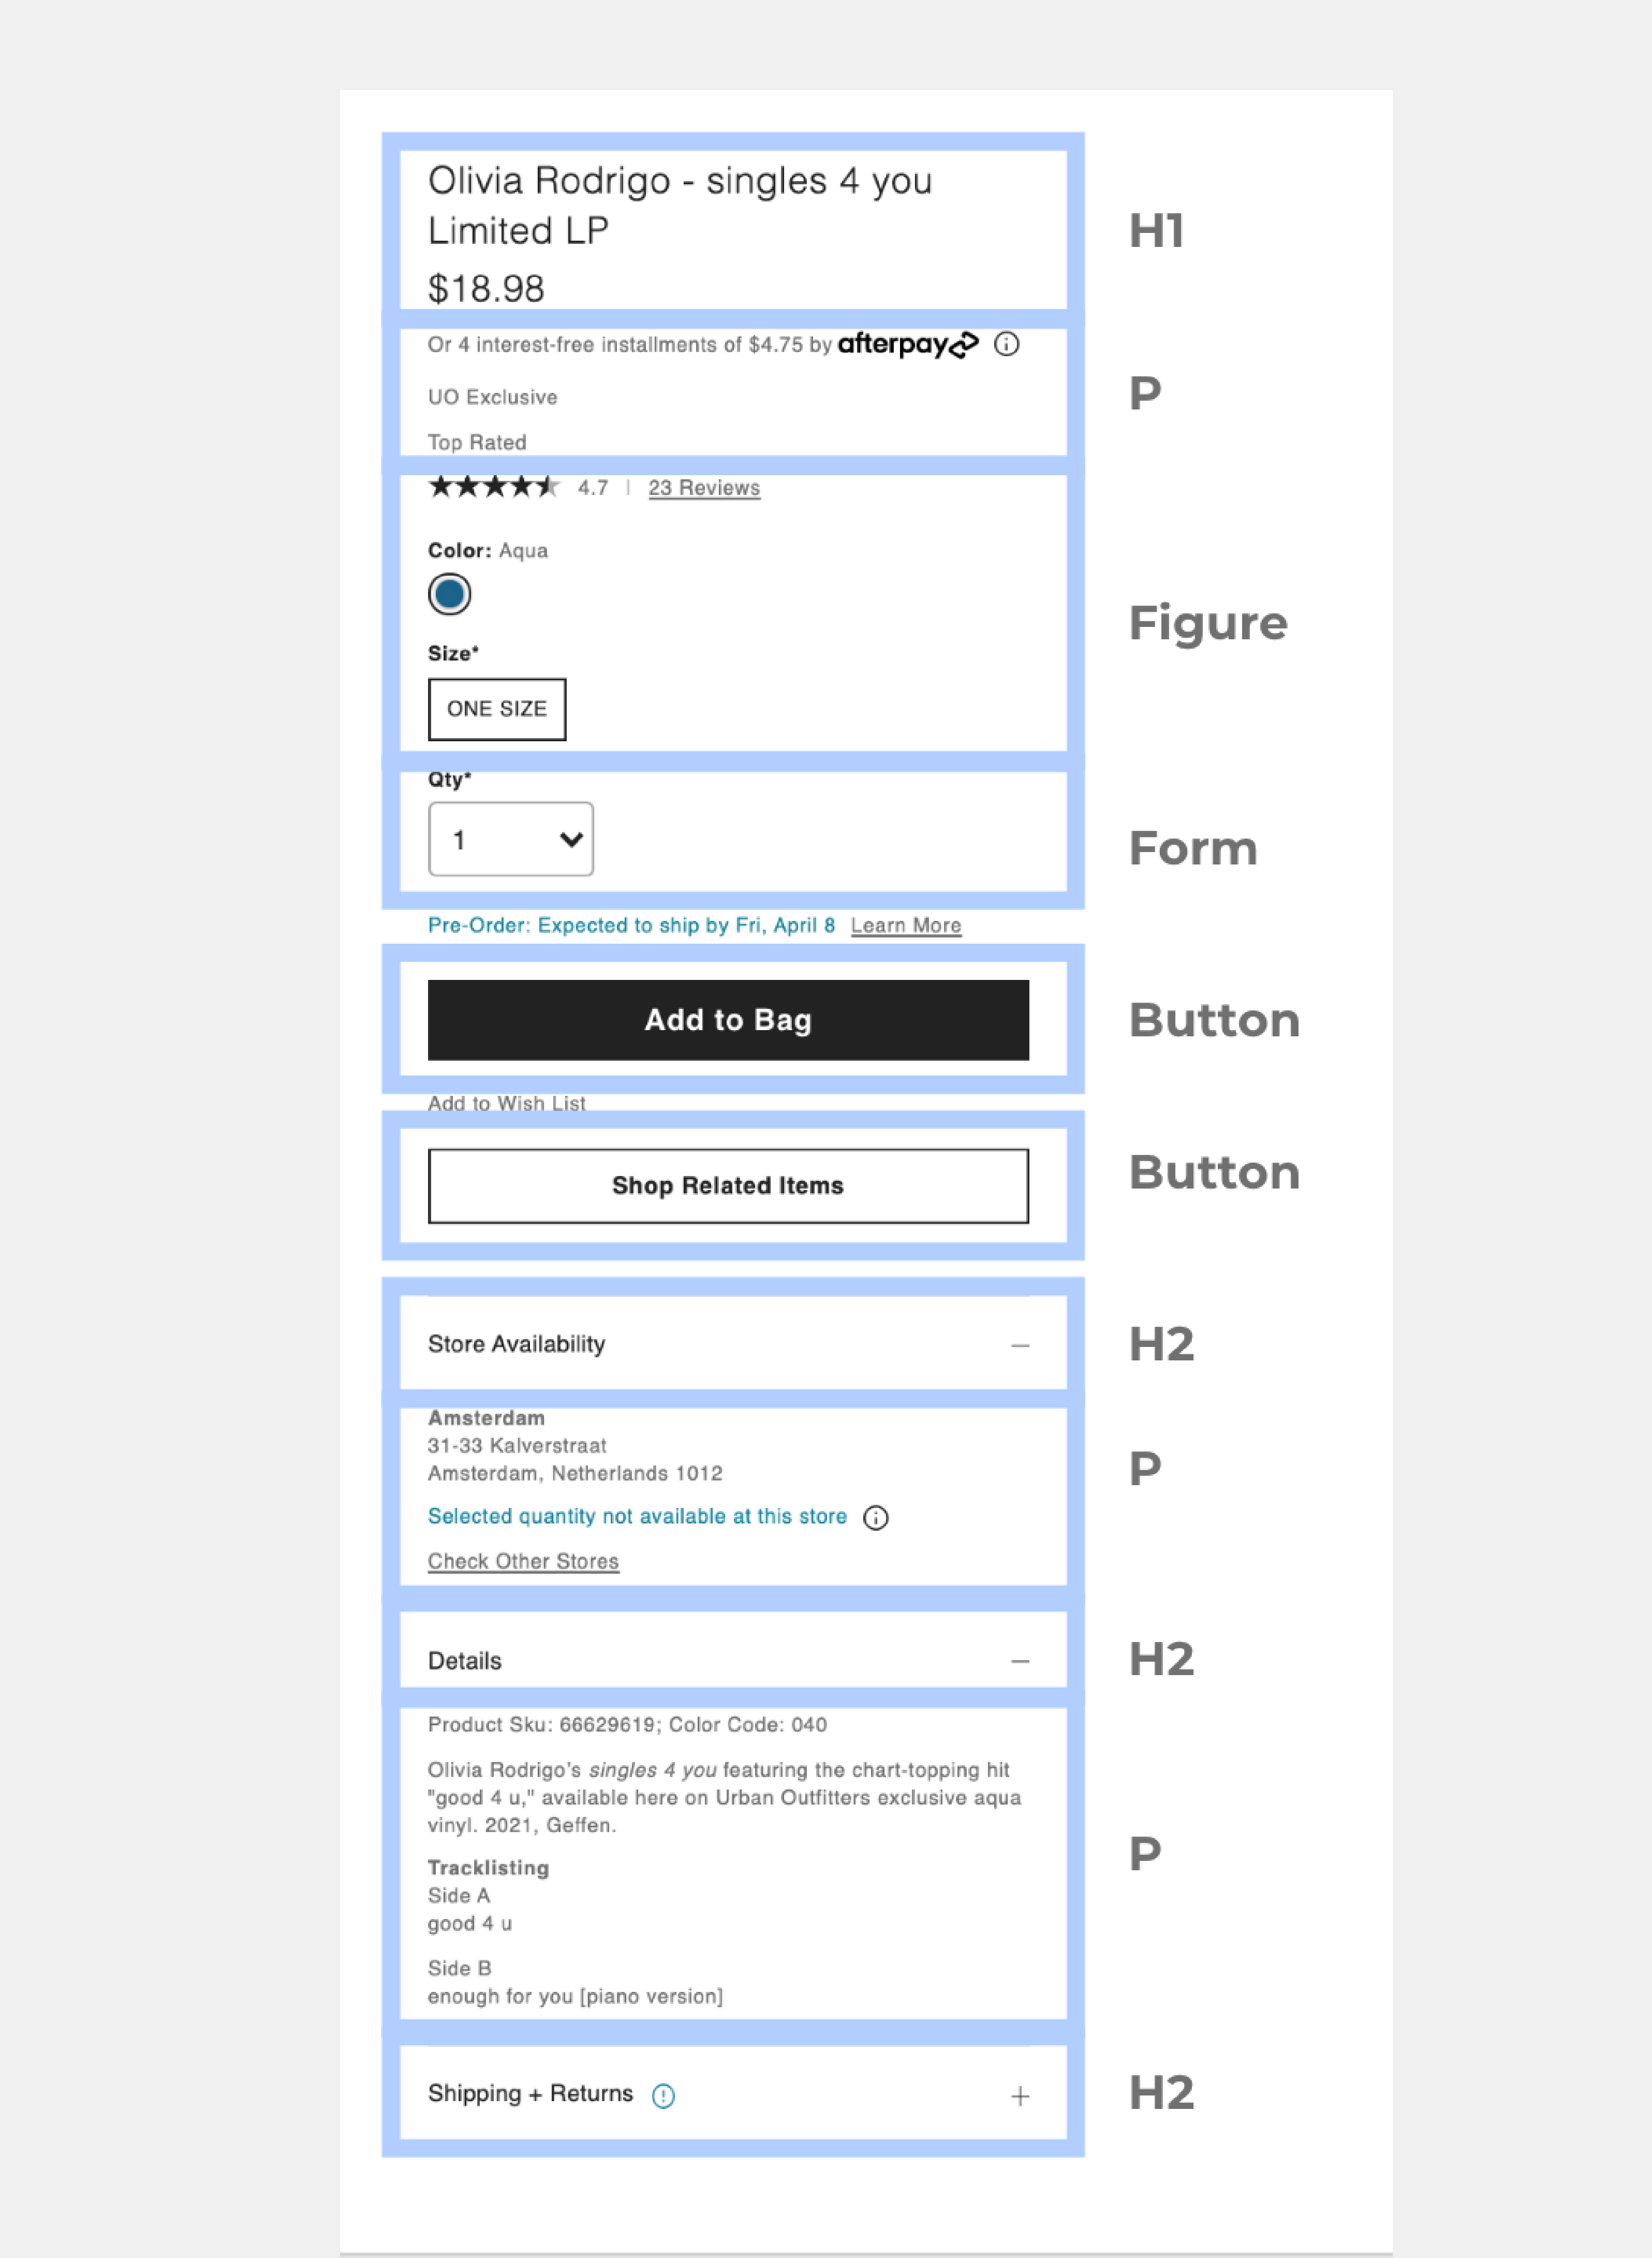 Olivia Rodrigo - singles 4 you
Limited LP
$18.98
H1
Or 4 interest-free installments of $4.75 by afterpay
UO Exclusive
Top Rated
P
4.7 | 23 Reviews
Color: Aqua
Size*
ONE SIZE
Figure
Qty*
1
Form
Pre-Order: Expected to ship by Fri, April 8 Learn More
Add to Bag
Button
Add to Wish List
Shop Related Items
Button
Store Availability
H2
Amsterdam
31-33 Kalverstraat
Amsterdam, Netherlands 1012
Selected quantity not available at this store
Check Other Stores
P
Details
H2
Product Sku: 66629619; Color Code: 040
Olivia Rodrigo's singles 4 you featuring the chart-topping hit
"good 4 u," available here on Urban Outfitters exclusive aqua
vinyl. 2021, Geffen.
Tracklisting
Side A
good 4 u
Side B
enough for you [piano version]
P
Shipping + Returns
H2